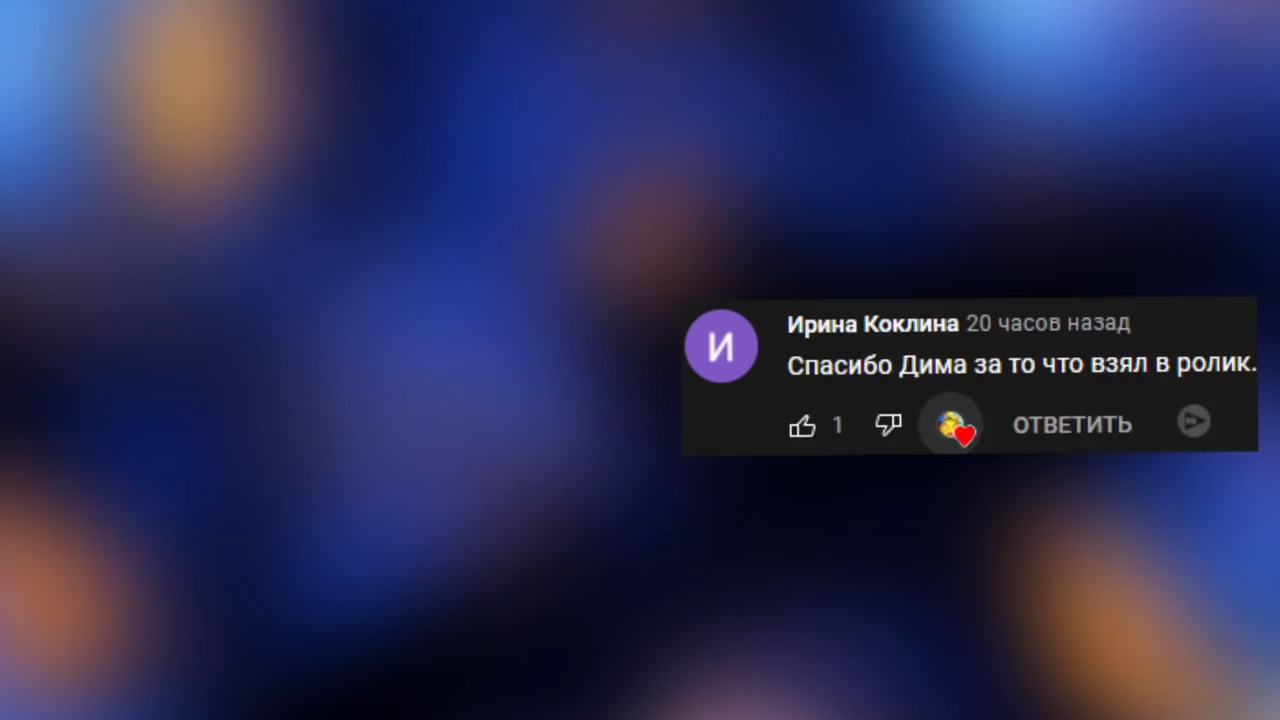 И
Ирина Коклина 20 часов назад
Спасибо Дима за то что взял в ролик.
1 ОТВЕТИТЬ